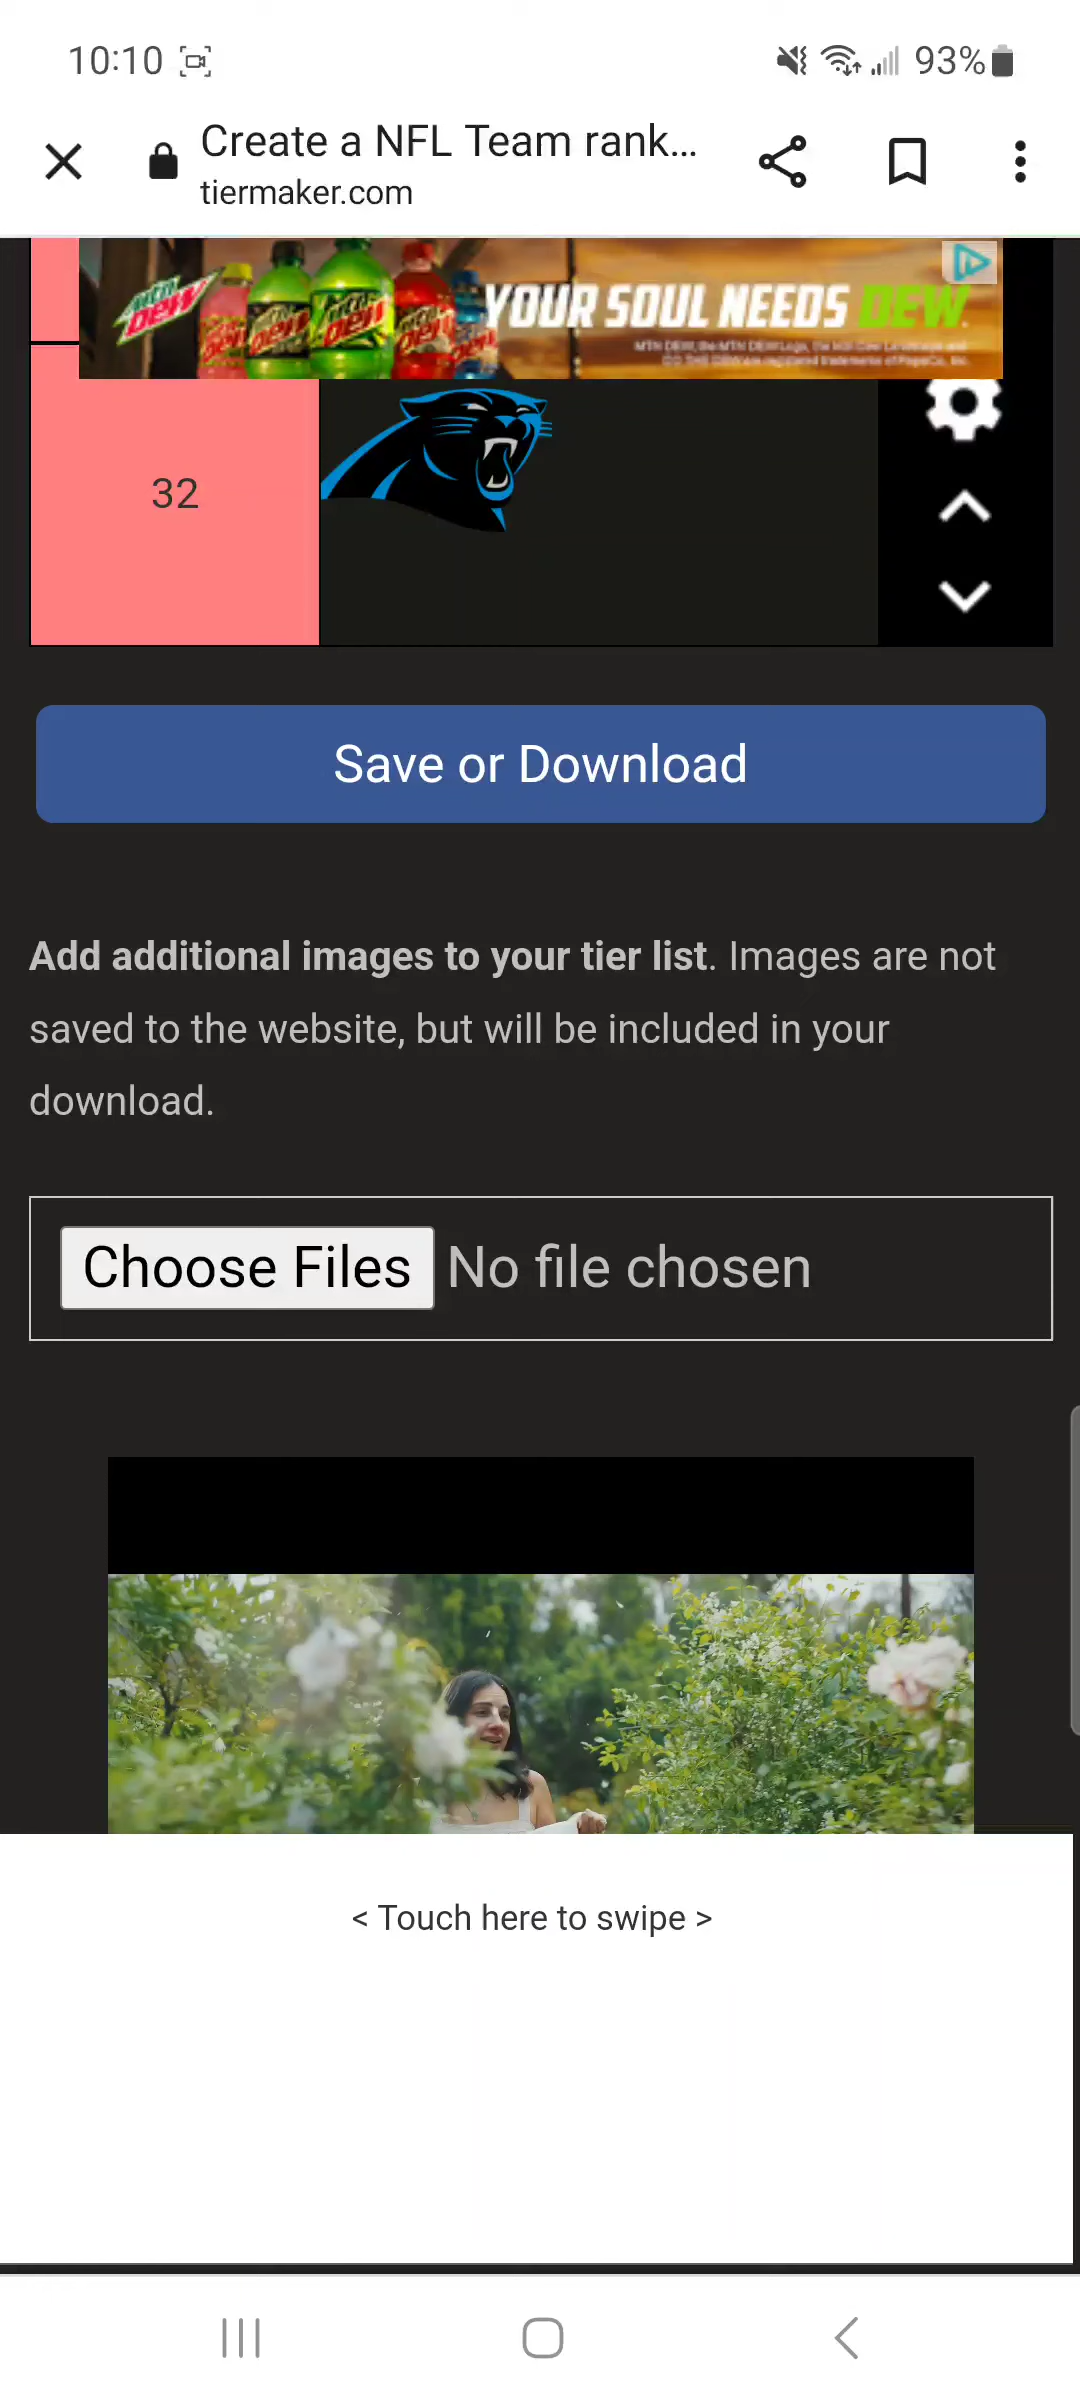 10:10
93%
Create a NFL Team rank...
tiermaker.com
mtn
DEW
YOUR SOUL NEEDS DEW.
32
Save or Download
Add additional images to your tier list. Images are not
saved to the website, but will be included in your
download.
Choose Files No file chosen
< Touch here to swipe >